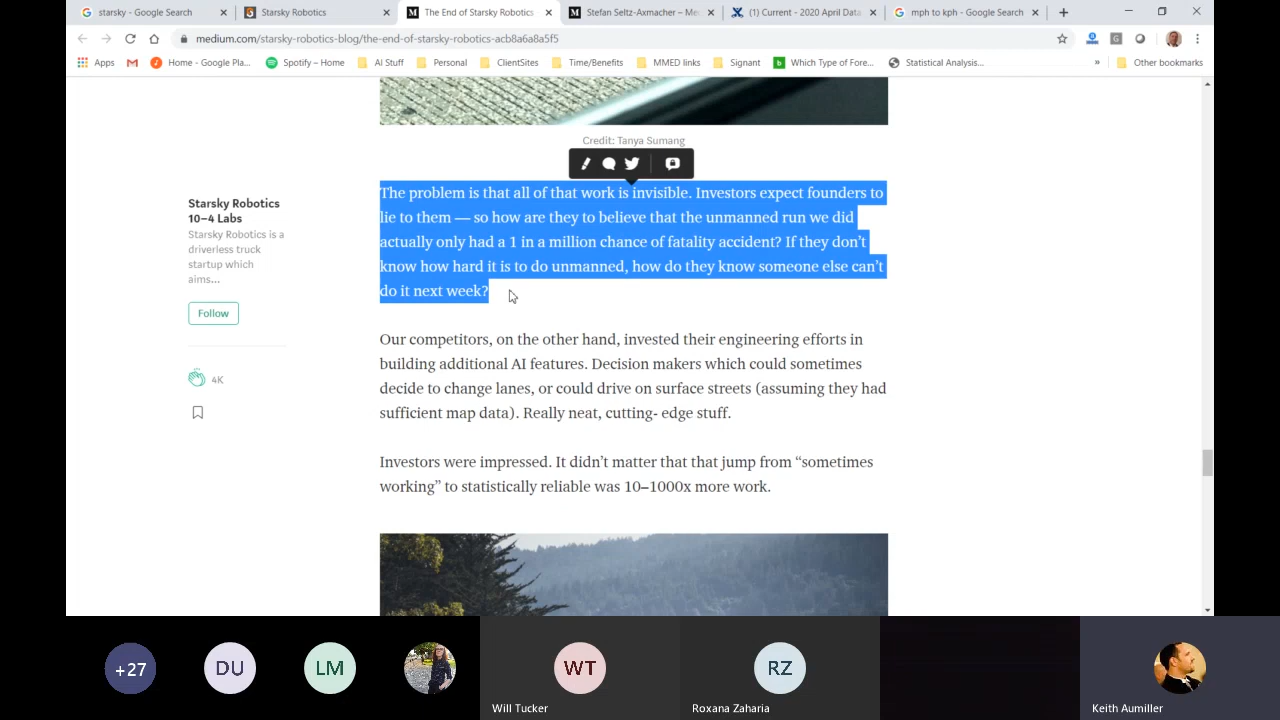 starsky - Google Search
Starsky Robotics
The End of Starsky Robotics
Stefan Seltz-Axmacher – Me
(1) Current - 2020 April Data
mph to kph - Google Search
medium.com/starsky-robotics-blog/the-end-of-starsky-robotics-acb8a6a8a5f5
Apps
Home - Google Pla...
Spotify – Home
AI Stuff
Personal
ClientSites
Time/Benefits
MMED links
Signant
Which Type of Fore...
Statistical Analysis...
»
Other bookmarks
Credit: Tanya Sumang
The problem is that all of that work is invisible. Investors expect founders to
lie to them — so how are they to believe that the unmanned run we did
actually only had a 1 in a million chance of fatality accident? If they don’t
know how hard it is to do unmanned, how do they know someone else can’t
do it next week?
Starsky Robotics
10–4 Labs
Starsky Robotics is a
driverless truck
startup which
aims...
Follow
4K
Our competitors, on the other hand, invested their engineering efforts in
building additional AI features. Decision makers which could sometimes
decide to change lanes, or could drive on surface streets (assuming they had
sufficient map data). Really neat, cutting- edge stuff.
Investors were impressed. It didn’t matter that that jump from “sometimes
working” to statistically reliable was 10–1000x more work.
+27
DU
LM
WT
RZ
Will Tucker
Roxana Zaharia
Keith Aumiller